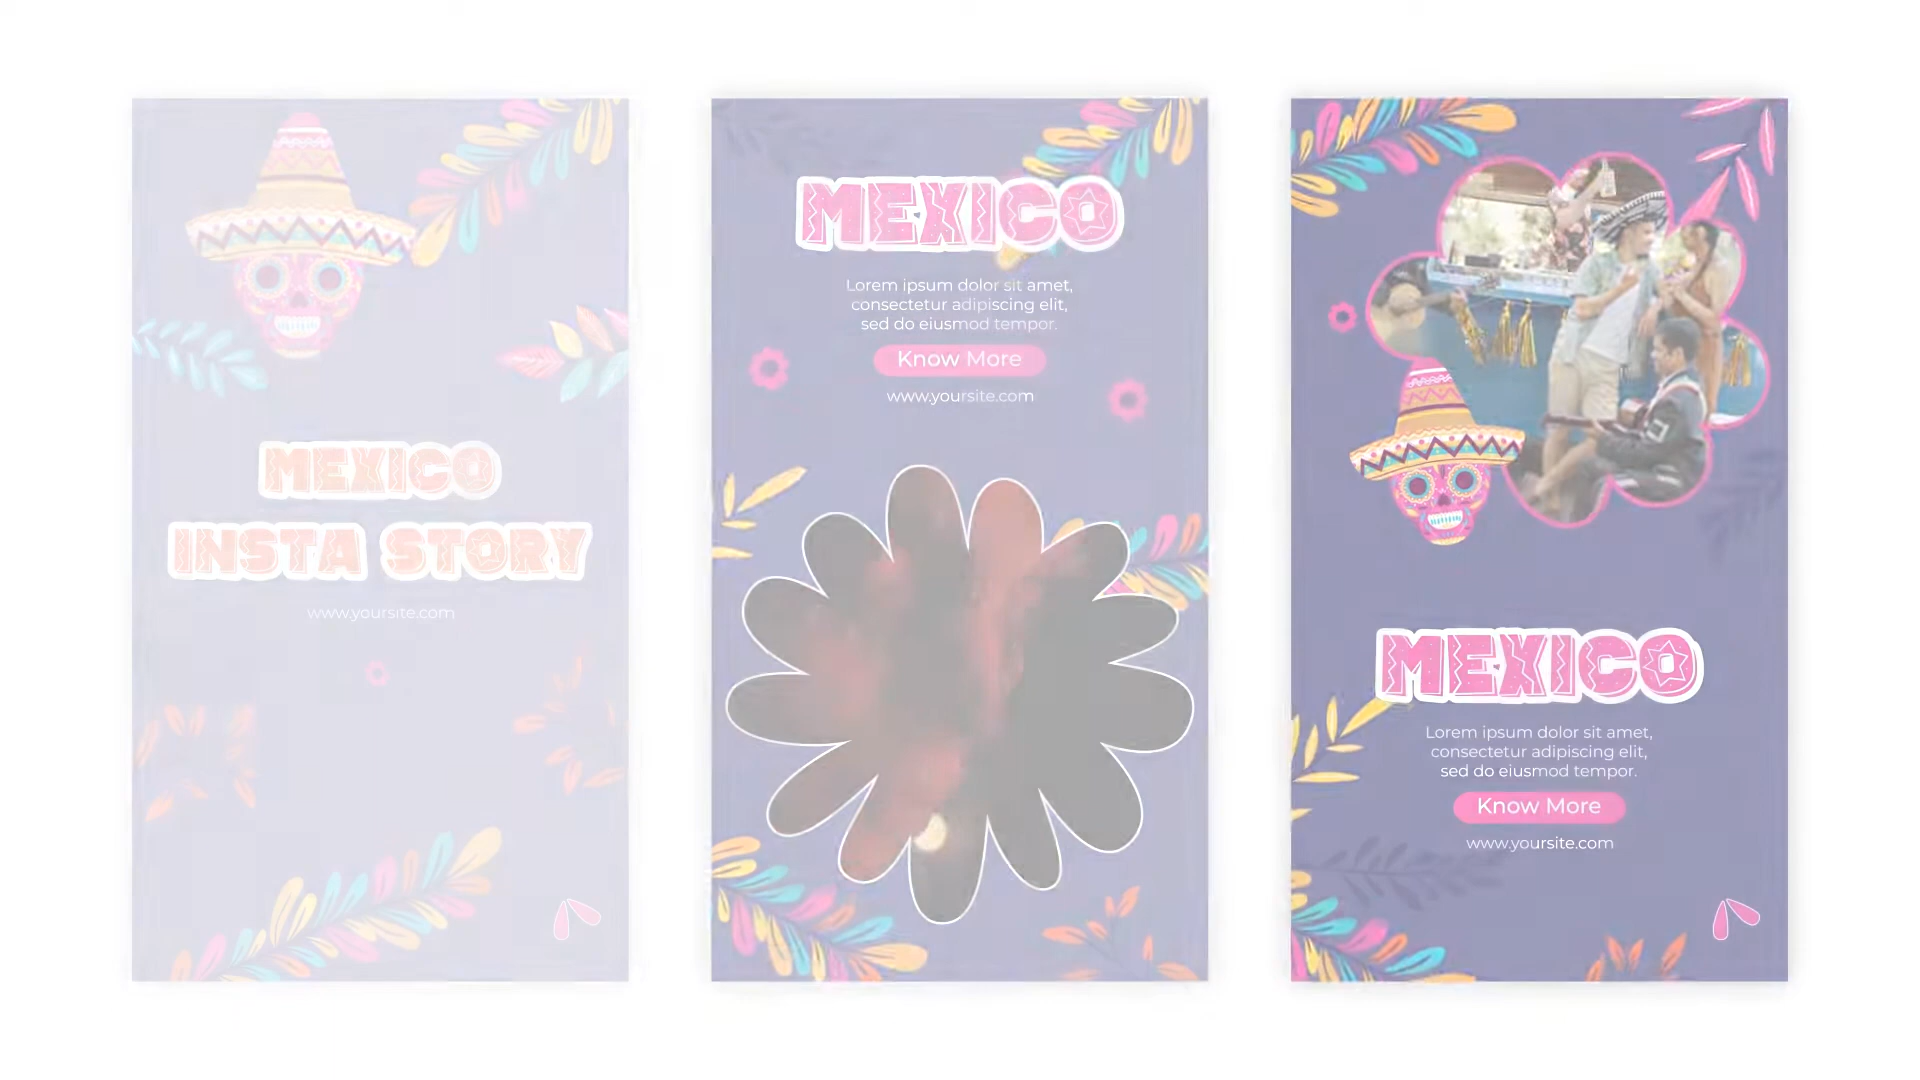 MEXICO
INSTA STORY
www.yoursite.com
MEXICO
Lorem ipsum dolor sit amet,
consectetur adipiscing elit,
sed do eiusmod tempor.
Know More
www.yoursite.com
MEXICO
Lorem ipsum dolor sit amet,
consectetur adipiscing elit,
sed do eiusmod tempor.
Know More
www.yoursite.com